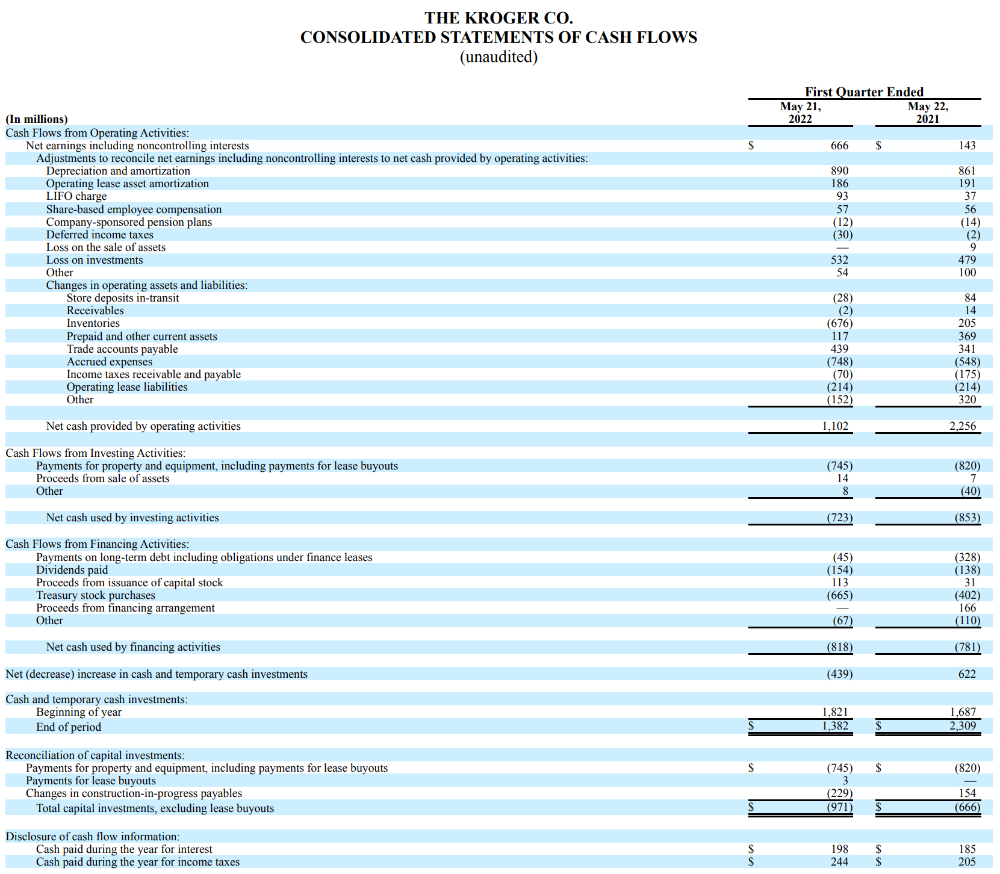 THE KROGER CO.
CONSOLIDATED STATEMENTS OF CASH FLOWS
(unaudited)
First Quarter Ended
May 21, May 22,
(In millions) 2022 2021
Cash Flows from Operating Activities:
Net earnings including noncontrolling interests $ 666 $ 143
Adjustments to reconcile net earnings including noncontrolling interests to net cash provided by operating activities:
Depreciation and amortization 890 861
Operating lease asset amortization 186 191
LIFO charge 93 37
Share-based employee compensation 57 56
Company-sponsored pension plans (12) (14)
Deferred income taxes (30) (2)
Loss on the sale of assets — 9
Loss on investments 532 479
Other 54 100
Changes in operating assets and liabilities:
Store deposits in-transit (28) 84
Receivables (2) 14
Inventories (676) 205
Prepaid and other current assets 117 369
Trade accounts payable 439 341
Accrued expenses (748) (548)
Income taxes receivable and payable (70) (175)
Operating lease liabilities (214) (214)
Other (152) 320
Net cash provided by operating activities 1,102 2,256
Cash Flows from Investing Activities:
Payments for property and equipment, including payments for lease buyouts (745) (820)
Proceeds from sale of assets 14 7
Other 8 (40)
Net cash used by investing activities (723) (853)
Cash Flows from Financing Activities:
Payments on long-term debt including obligations under finance leases (45) (328)
Dividends paid (154) (138)
Proceeds from issuance of capital stock 113 31
Treasury stock purchases (665) (402)
Proceeds from financing arrangement — 166
Other (67) (110)
Net cash used by financing activities (818) (781)
Net (decrease) increase in cash and temporary cash investments (439) 622
Cash and temporary cash investments:
Beginning of year 1,821 1,687
End of period $ 1,382 $ 2,309
Reconciliation of capital investments:
Payments for property and equipment, including payments for lease buyouts $ (745) $ (820)
Payments for lease buyouts 3 —
Changes in construction-in-progress payables (229) 154
Total capital investments, excluding lease buyouts $ (971) $ (666)
Disclosure of cash flow information:
Cash paid during the year for interest $ 198 $ 185
Cash paid during the year for income taxes $ 244 $ 205